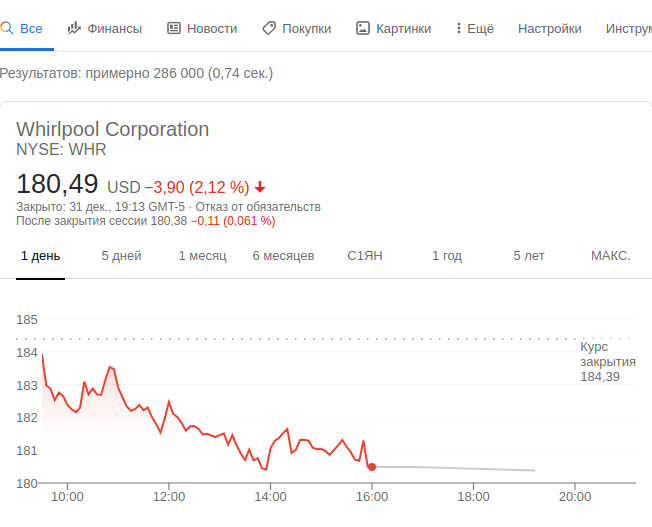 Все Финансы Новости Покупки Картинки Ещё Настройки Инструм
Результатов: примерно 286 000 (0,74 сек.)
Whirlpool Corporation
NYSE: WHR
180,49 USD −3,90 (2,12 %)
Закрыто: 31 дек., 19:13 GMT-5 · Отказ от обязательств
После закрытия сессии 180,38 −0,11 (0,061 %)
1 день 5 дней 1 месяц 6 месяцев С1ЯН 1 год 5 лет МАКС.
185
184
183
182
181
180
Курс
закрытия
184,39
10:00 12:00 14:00 16:00 18:00 20:00